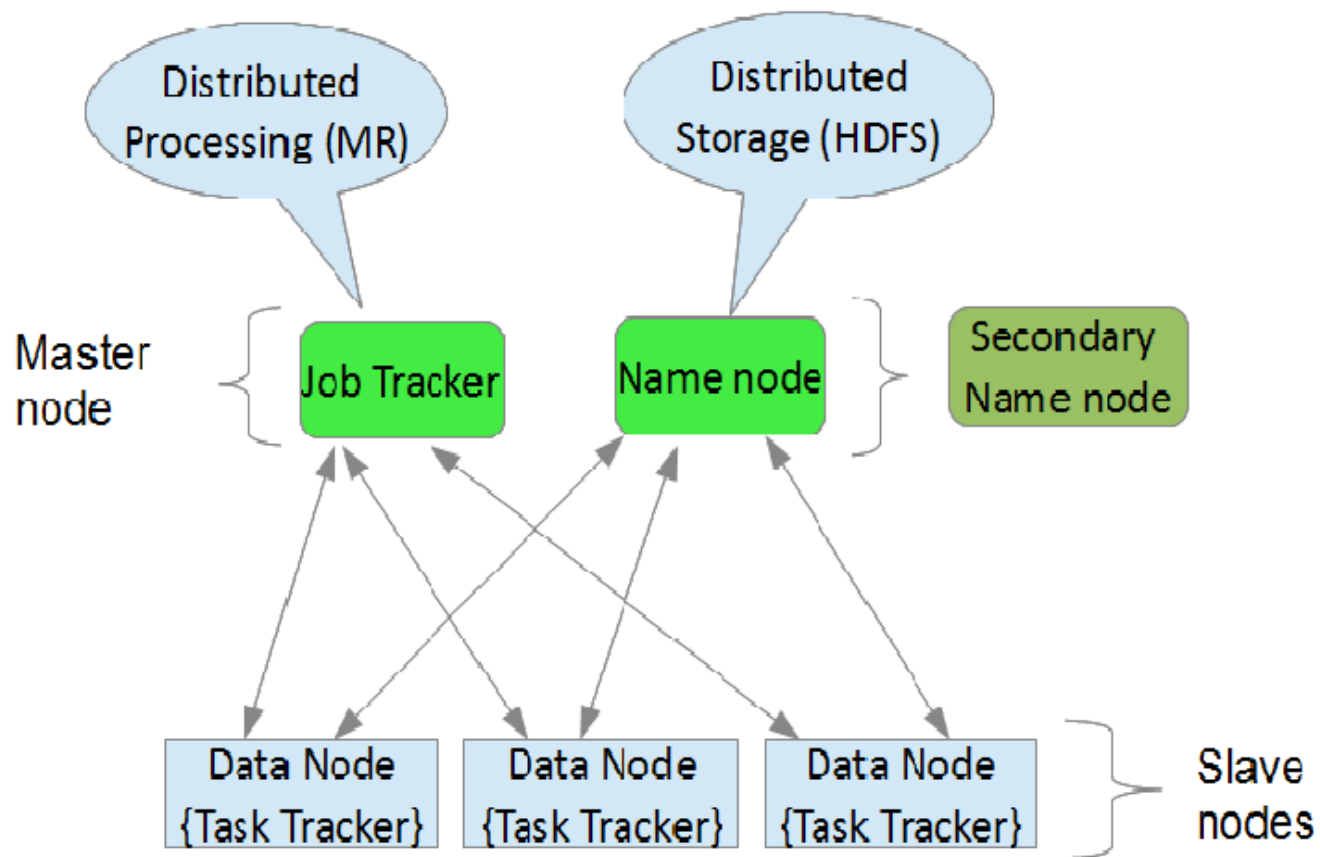 Distributed
Processing (MR)
Distributed
Storage (HDFS)
Master
node
Job Tracker
Name node
Secondary
Name node
Data Node
{Task Tracker}
Data Node
{Task Tracker}
Data Node
{Task Tracker}
Slave
nodes